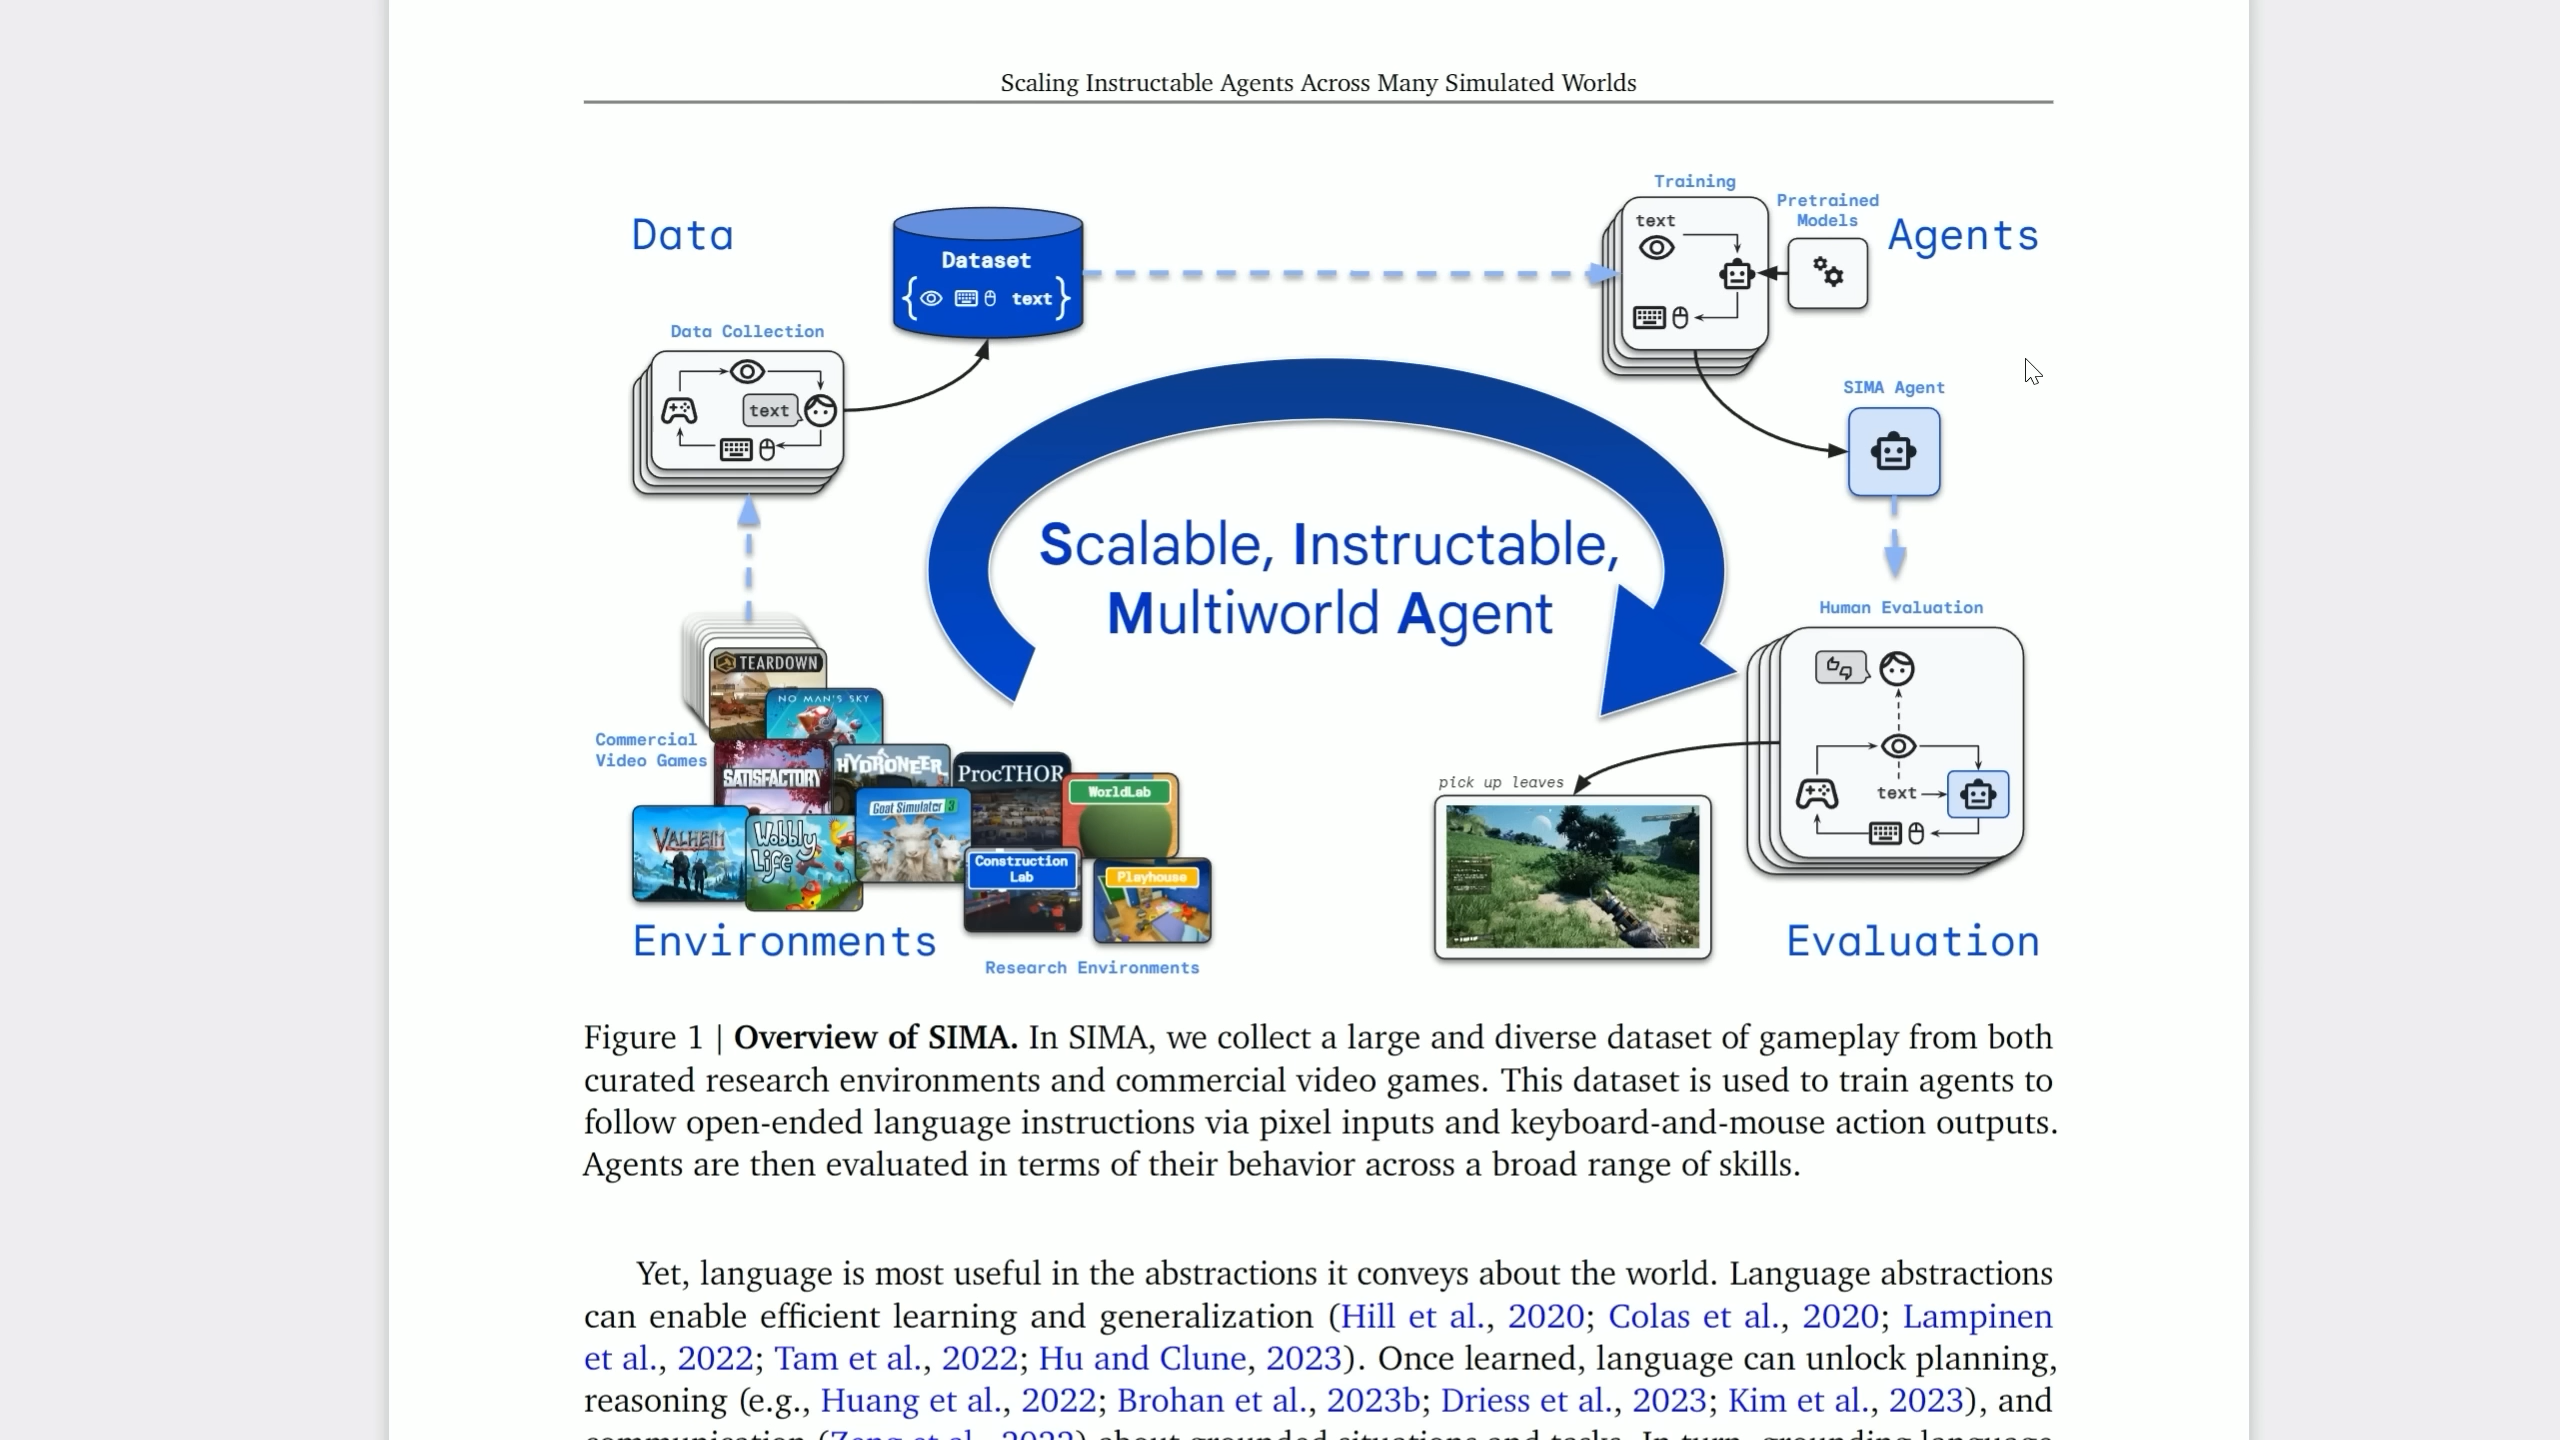 Scaling Instructable Agents Across Many Simulated Worlds
Data
Dataset
{ text }
Data Collection
text
Training
text
Pretrained
Models
Agents
SIMA Agent
Scalable, Instructable,
Multiworld Agent
Human Evaluation
text
pick up leaves
Evaluation
TEARDOWN
NO MAN'S SKY
Commercial
Video Games
SATISFACTORY
HYDRONEER
ProcTHOR
WorldLab
Goat Simulator 3
VALHEIM
Wobbly
Life
Construction
Lab
Playhouse
Environments
Research Environments
Figure 1 | Overview of SIMA. In SIMA, we collect a large and diverse dataset of gameplay from both
curated research environments and commercial video games. This dataset is used to train agents to
follow open-ended language instructions via pixel inputs and keyboard-and-mouse action outputs.
Agents are then evaluated in terms of their behavior across a broad range of skills.
Yet, language is most useful in the abstractions it conveys about the world. Language abstractions
can enable efficient learning and generalization (Hill et al., 2020; Colas et al., 2020; Lampinen
et al., 2022; Tam et al., 2022; Hu and Clune, 2023). Once learned, language can unlock planning,
reasoning (e.g., Huang et al., 2022; Brohan et al., 2023b; Driess et al., 2023; Kim et al., 2023), and